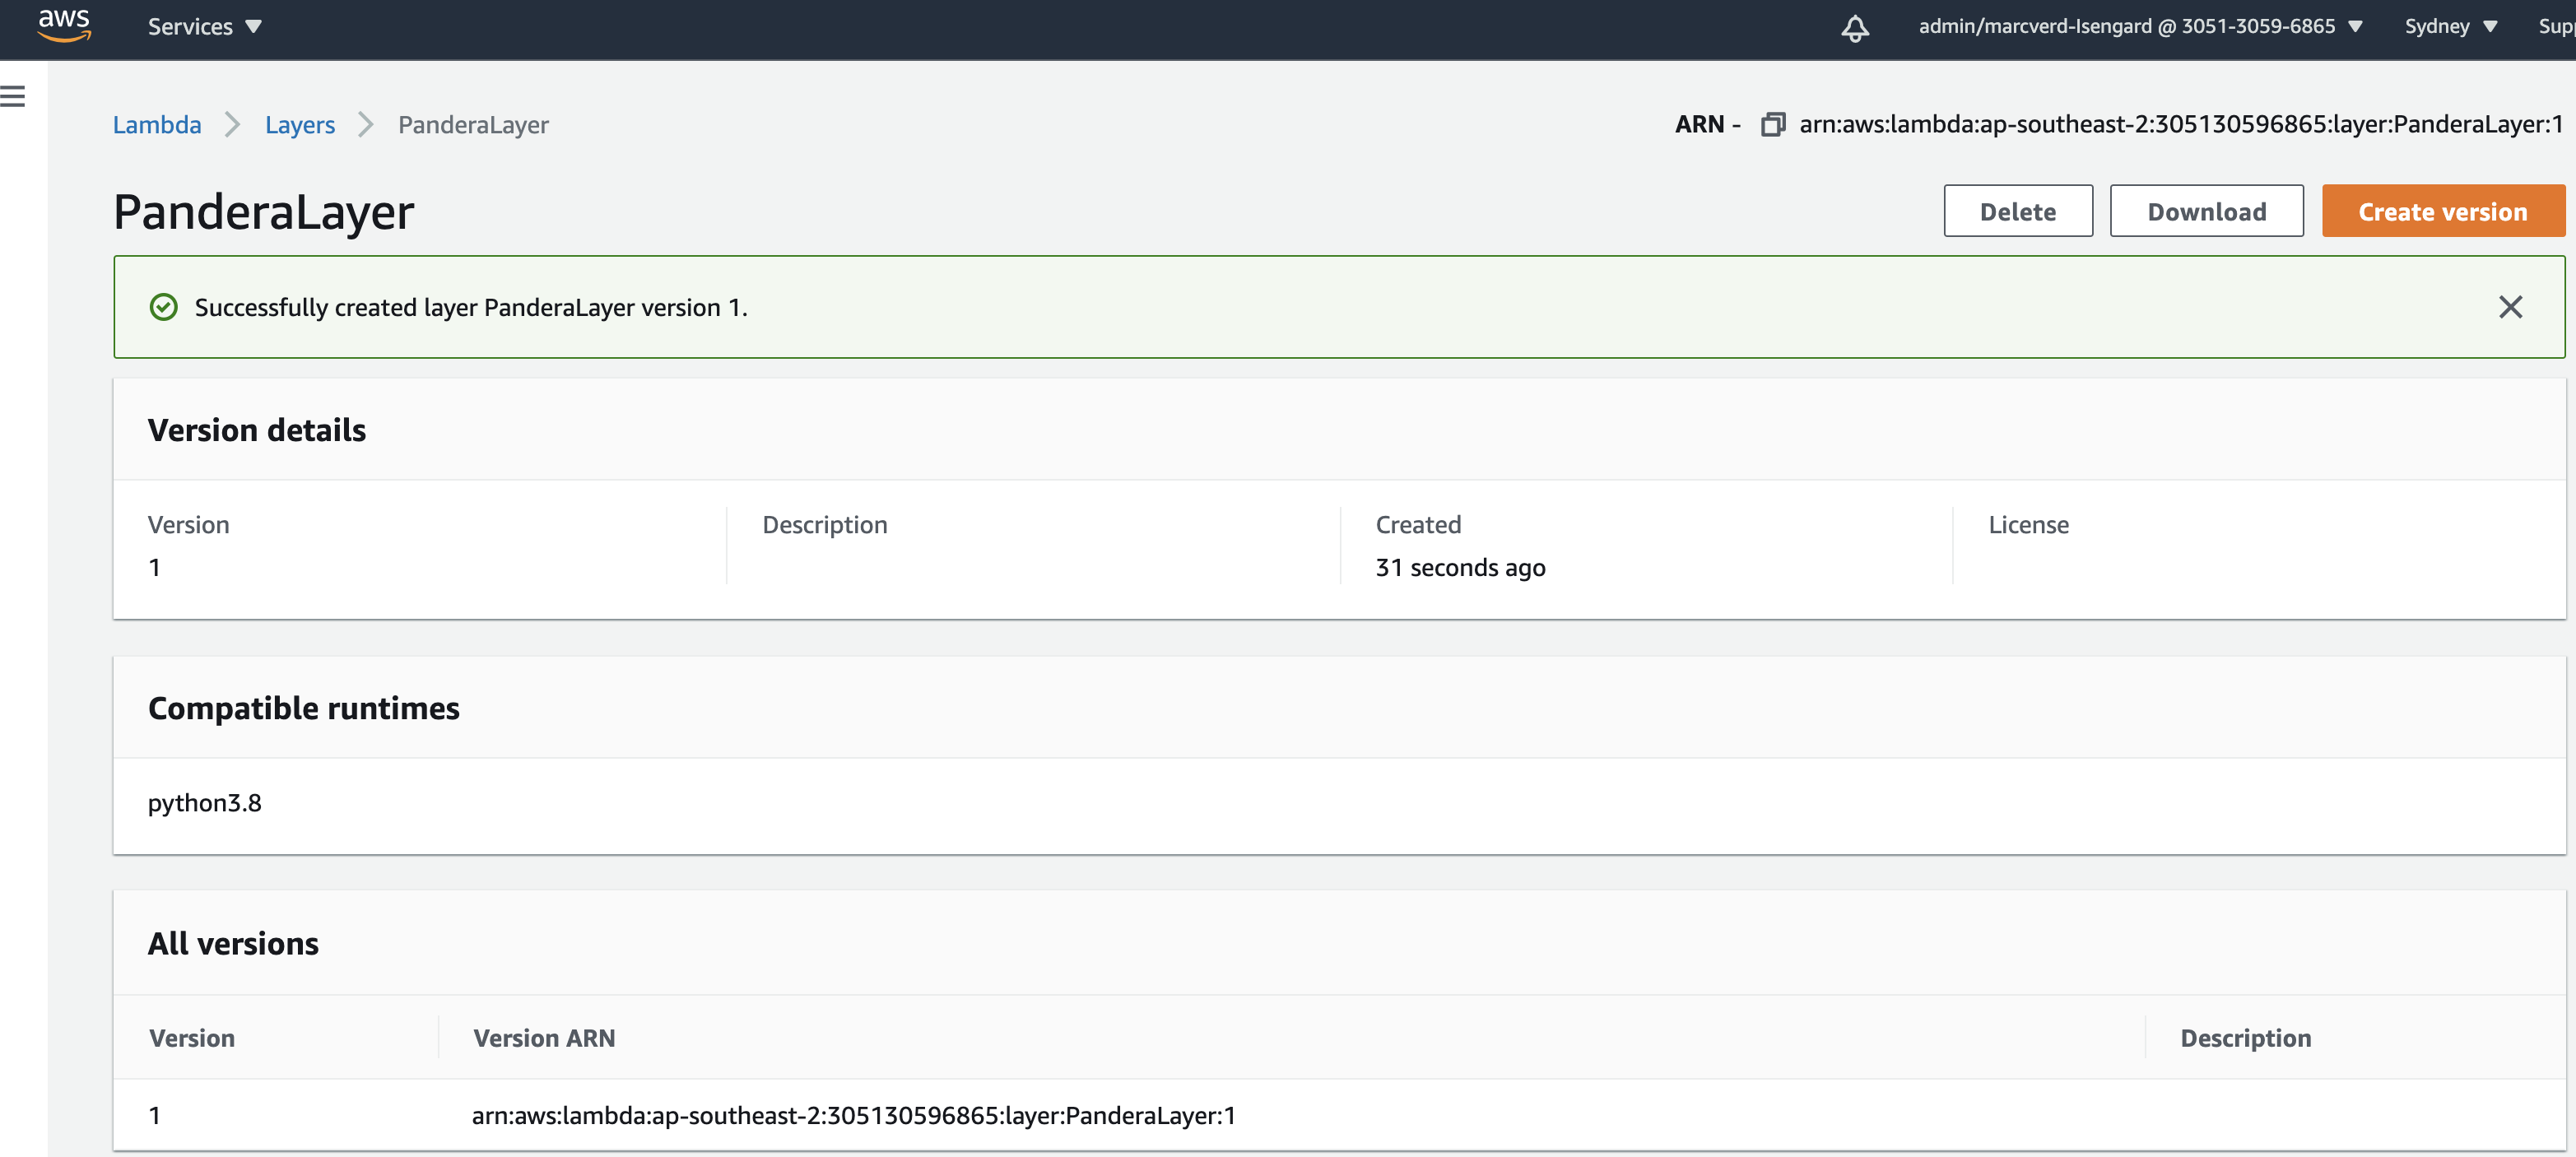 aws Services admin/marcverd-Isengard @ 3051-3059-6865 Sydney
Lambda Layers PanderaLayer ARN - arn:aws:lambda:ap-southeast-2:305130596865:layer:PanderaLayer:1
PanderaLayer Delete Download Create version
Successfully created layer PanderaLayer version 1.
Version details
Version Description Created License
1 31 seconds ago
Compatible runtimes
python3.8
All versions
Version Version ARN Description
1 arn:aws:lambda:ap-southeast-2:305130596865:layer:PanderaLayer:1